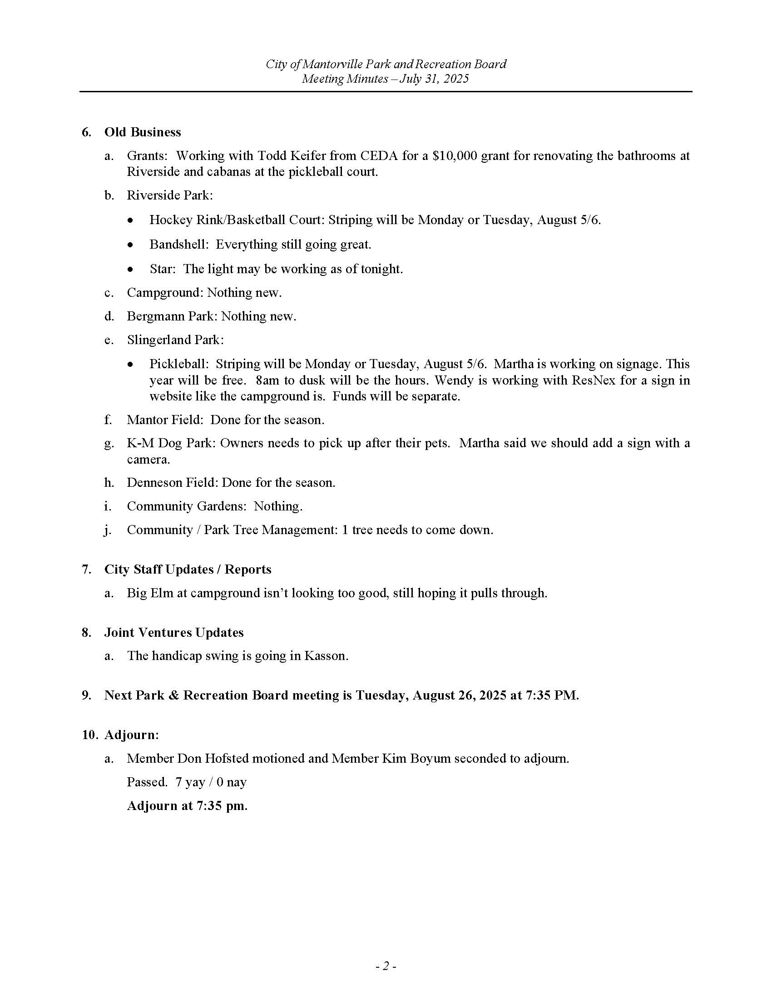 City of Mantorville Park and Recreation Board
Meeting Minutes – July 31, 2025
6. Old Business
a. Grants: Working with Todd Keifer from CEDA for a $10,000 grant for renovating the bathrooms at
Riverside and cabanas at the pickleball court.
b. Riverside Park:
• Hockey Rink/Basketball Court: Striping will be Monday or Tuesday, August 5/6.
• Bandshell: Everything still going great.
• Star: The light may be working as of tonight.
c. Campground: Nothing new.
d. Bergmann Park: Nothing new.
e. Slingerland Park:
• Pickleball: Striping will be Monday or Tuesday, August 5/6. Martha is working on signage. This
year will be free. 8am to dusk will be the hours. Wendy is working with ResNex for a sign in
website like the campground is. Funds will be separate.
f. Mantor Field: Done for the season.
g. K-M Dog Park: Owners needs to pick up after their pets. Martha said we should add a sign with a
camera.
h. Denneson Field: Done for the season.
i. Community Gardens: Nothing.
j. Community / Park Tree Management: 1 tree needs to come down.
7. City Staff Updates / Reports
a. Big Elm at campground isn’t looking too good, still hoping it pulls through.
8. Joint Ventures Updates
a. The handicap swing is going in Kasson.
9. Next Park & Recreation Board meeting is Tuesday, August 26, 2025 at 7:35 PM.
10. Adjourn:
a. Member Don Hofsted motioned and Member Kim Boyum seconded to adjourn.
Passed. 7 yay / 0 nay
Adjourn at 7:35 pm.
- 2 -